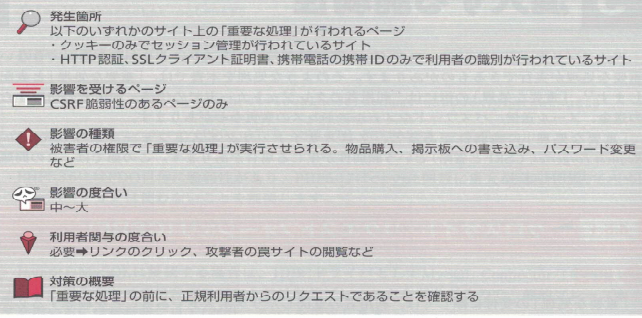 発生箇所
以下のいずれかのサイト上の「重要な処理」が行われるページ
・クッキーのみでセッション管理が行われているサイト
・HTTP認証、SSLクライアント証明書、携帯電話の携帯IDのみで利用者の識別が行われているサイト
影響を受けるページ
CSRF脆弱性のあるページのみ
影響の種類
被害者の権限で「重要な処理」が実行させられる。物品購入、掲示板への書き込み、パスワード変更
など
影響の度合い
中～大
利用者関与の度合い
必要➡リンクのクリック、攻撃者の罠サイトの閲覧など
対策の概要
「重要な処理」の前に、正規利用者からのリクエストであることを確認する